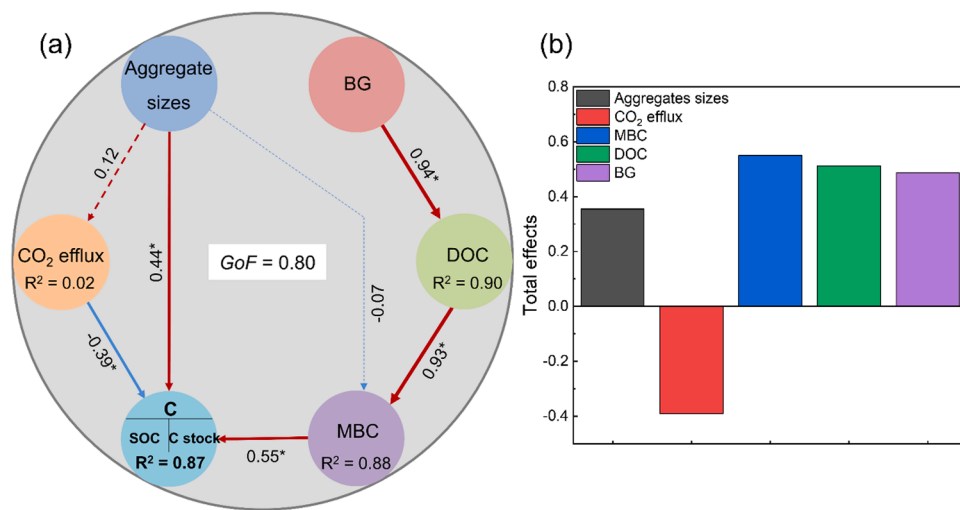 (a)
Aggregate
sizes
BG
0.12
0.94*
CO₂ efflux
R² = 0.02
0.44*
GoF = 0.80
DOC
R² = 0.90
-0.07
-0.39*
0.93*
C
SOC C stock
R² = 0.87
0.55*
MBC
R² = 0.88
(b)
Total effects
0.8
0.6
0.4
0.2
0.0
-0.2
-0.4
Aggregates sizes
CO₂ efflux
MBC
DOC
BG